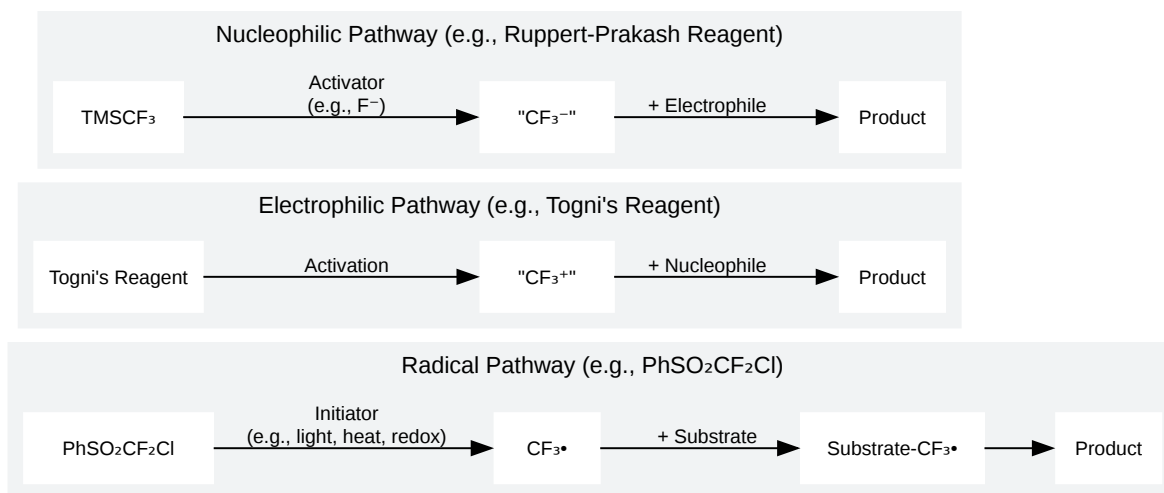 Nucleophilic Pathway (e.g., Ruppert-Prakash Reagent)
TMSCF₃
Activator
(e.g., F⁻)
"CF₃⁻"
+ Electrophile
Product
Electrophilic Pathway (e.g., Togni's Reagent)
Togni's Reagent
Activation
"CF₃⁺"
+ Nucleophile
Product
Radical Pathway (e.g., PhSO₂CF₂Cl)
PhSO₂CF₂Cl
Initiator
(e.g., light, heat, redox)
CF₃•
+ Substrate
Substrate-CF₃•
Product